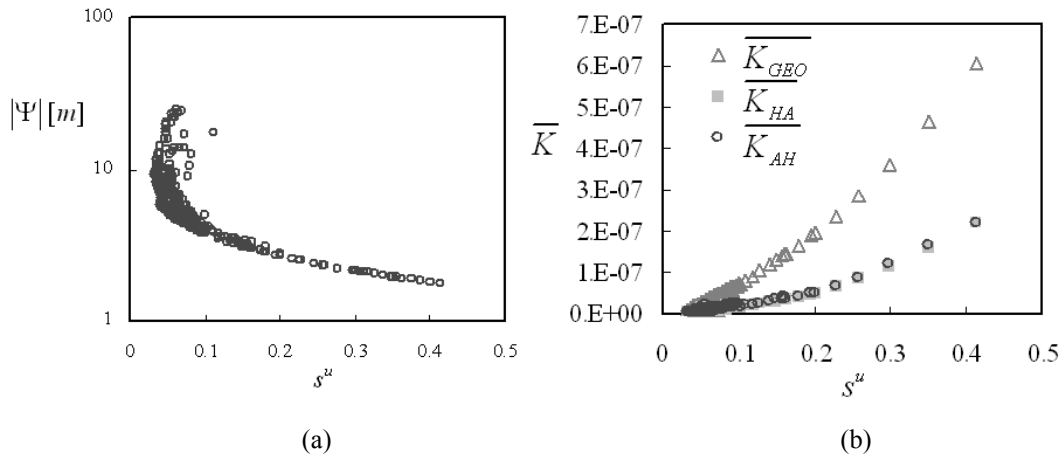 100
|Ψ| [m]
10
1
0 0.1 0.2 0.3 0.4 0.5
s^u
(a)
7.E-07
6.E-07
5.E-07
4.E-07
3.E-07
2.E-07
1.E-07
0.E+00
K̅
K_GEO
K_HA
K_AH
0 0.1 0.2 0.3 0.4 0.5
s^u
(b)